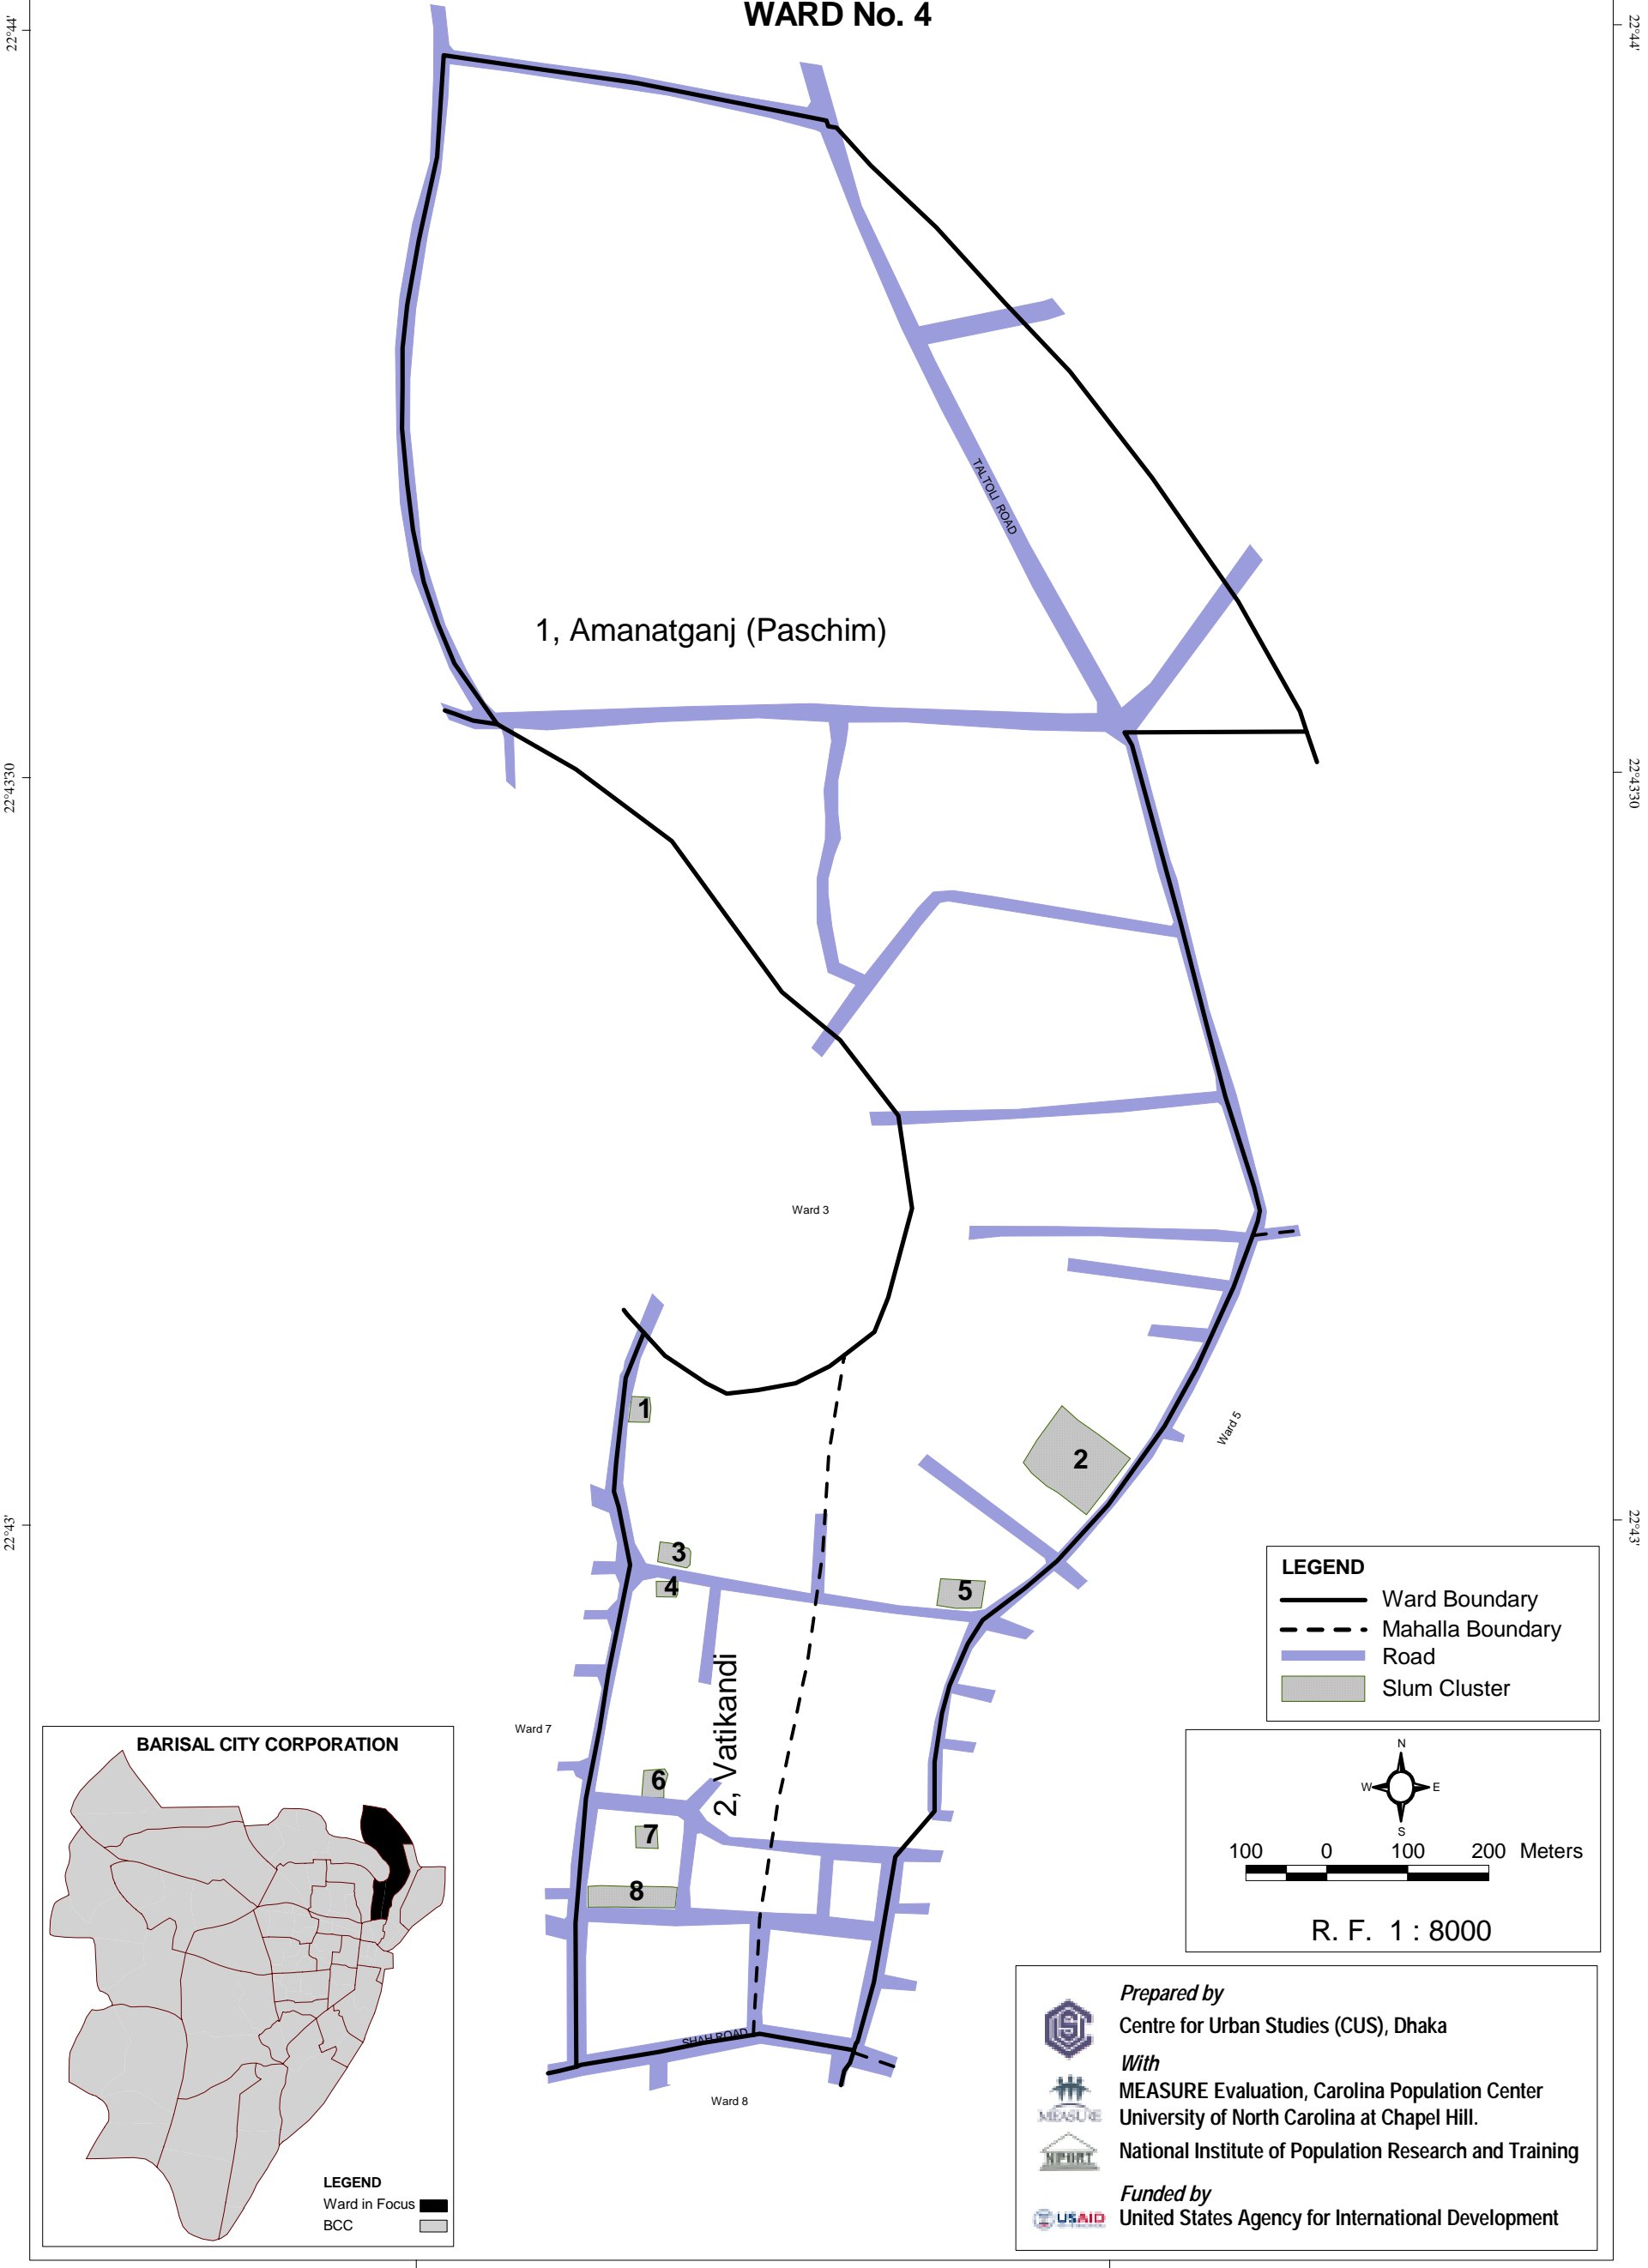 WARD No. 4
22°44'
22°44'
TALTOLI ROAD
1, Amanatganj (Paschim)
22°43'30
22°43'30
Ward 3
1
2
Ward 5
22°43'
22°43'
3
4
5
LEGEND
Ward Boundary
Mahalla Boundary
Road
Slum Cluster
2, Vatikandi
Ward 7
6
7
8
SHAH ROAD
Ward 8
BARISAL CITY CORPORATION
LEGEND
Ward in Focus
BCC
N
W E
S
100 0 100 200 Meters
R. F. 1 : 8000
Prepared by
Centre for Urban Studies (CUS), Dhaka
With
MEASURE Evaluation, Carolina Population Center
MEASURE
University of North Carolina at Chapel Hill.
NIPORT
National Institute of Population Research and Training
Funded by
USAID
United States Agency for International Development